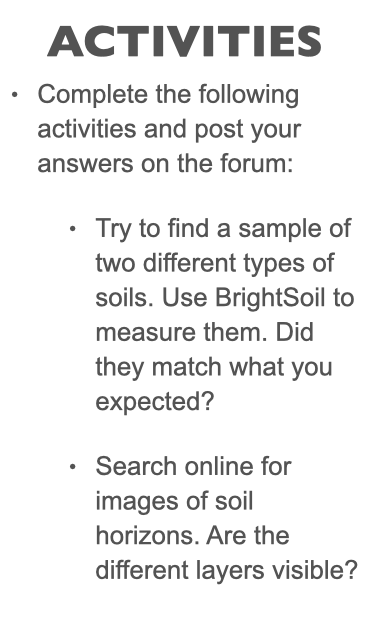 ACTIVITIES
• Complete the following
activities and post your
answers on the forum:
• Try to find a sample of
two different types of
soils. Use BrightSoil to
measure them. Did
they match what you
expected?
• Search online for
images of soil
horizons. Are the
different layers visible?